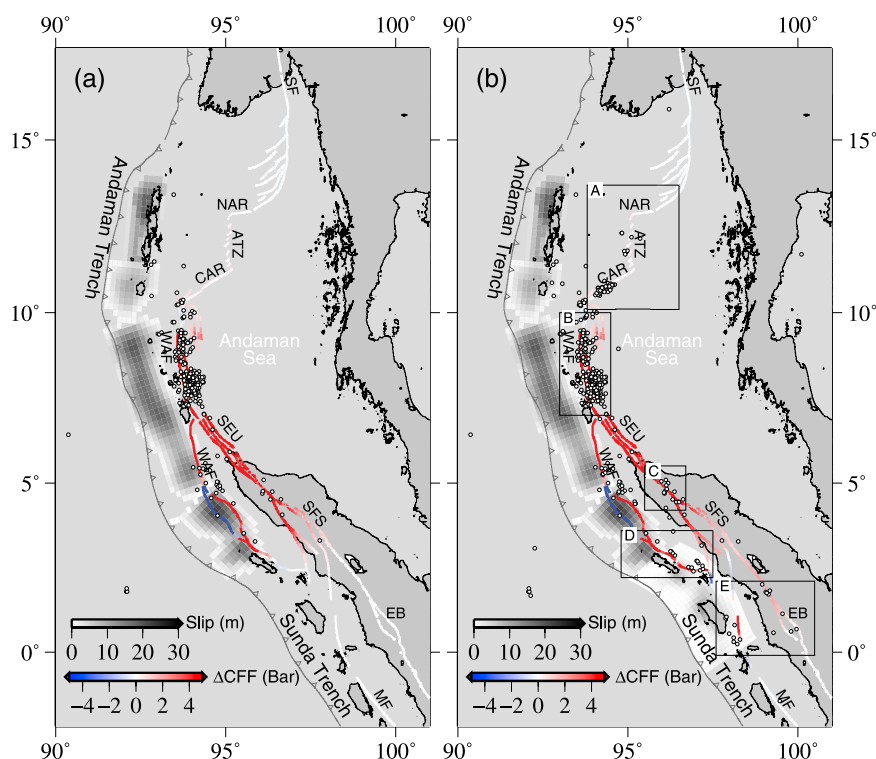 90° 95° 100°
90° 95° 100°
(a)
SF
15°
Andaman Trench
NAR
ATZ
CAR
10°
WAF
Andaman
Sea
SEU
5°
WAF
SFS
Slip (m)
0 10 20 30
EB
0°
Sunda Trench
ΔCFF (Bar)
−4 −2 0 2 4
MF
90° 95° 100°
(b)
SF
15°
A
Andaman Trench
NAR
ATZ
CAR
10°
B
WAF
Andaman
Sea
SEU
5°
C
WAF
SFS
D
E
Slip (m)
0 10 20 30
EB
0°
Sunda Trench
ΔCFF (Bar)
−4 −2 0 2 4
MF
90° 95° 100°